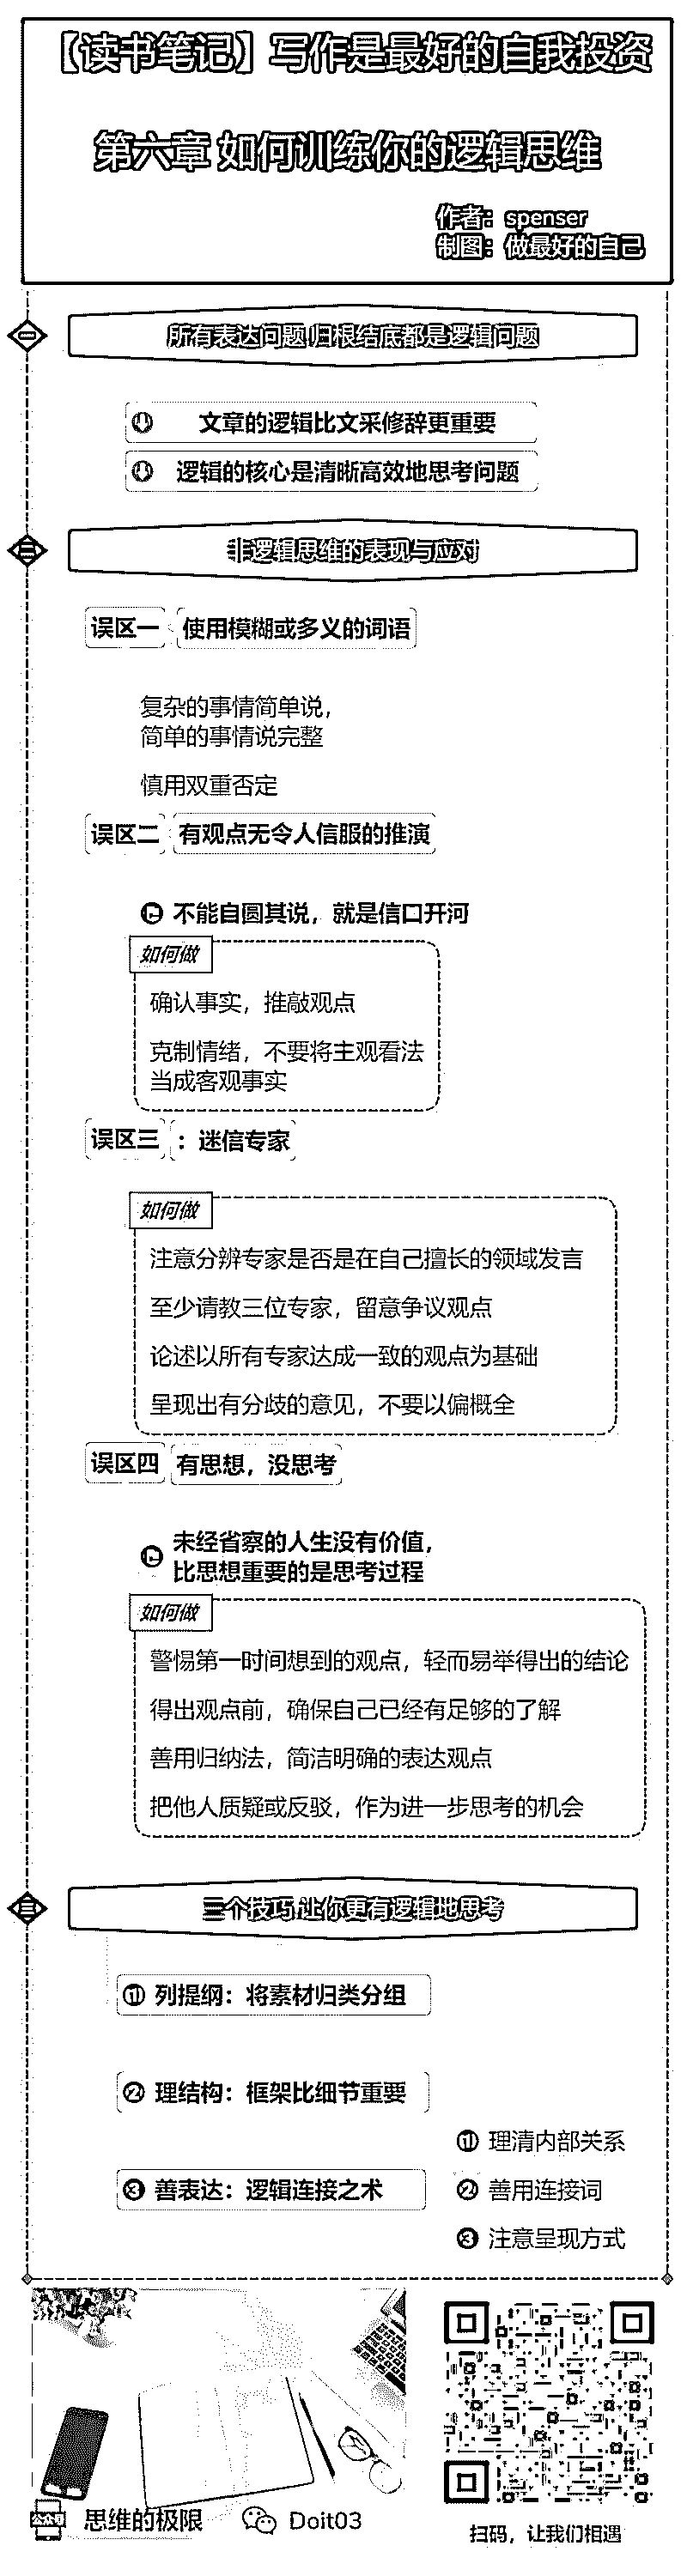 【读书笔记】写作是最好的自我投资
第六章 如何训练你的逻辑思维
作者：spenser
制图：做最好的自己
一
所有表达问题 归根结底都是逻辑问题
文章的逻辑比文采修辞更重要
逻辑的核心是清晰高效地思考问题
二
非逻辑思维的表现与应对
误区一 使用模糊或多义的词语
复杂的事情简单说，
简单的事情说完整
慎用双重否定
误区二 有观点无令人信服的推演
不能自圆其说，就是信口开河
如何做
确认事实，推敲观点
克制情绪，不要将主观看法
当成客观事实
误区三 ：迷信专家
如何做
注意分辨专家是否是在自己擅长的领域发言
至少请教三位专家，留意争议观点
论述以所有专家达成一致的观点为基础
呈现出有分歧的意见，不要以偏概全
误区四 有思想，没思考
未经省察的人生没有价值，
比思想重要的是思考过程
如何做
警惕第一时间想到的观点，轻而易举得出的结论
得出观点前，确保自己已经有足够的了解
善用归纳法，简洁明确的表达观点
把他人质疑或反驳，作为进一步思考的机会
三
三个技巧 让你更有逻辑地思考
① 列提纲：将素材归类分组
② 理结构：框架比细节重要
③ 善表达：逻辑连接之术
① 理清内部关系
② 善用连接词
③ 注意呈现方式
公众号 思维的极限 Doit03
扫码，让我们相遇